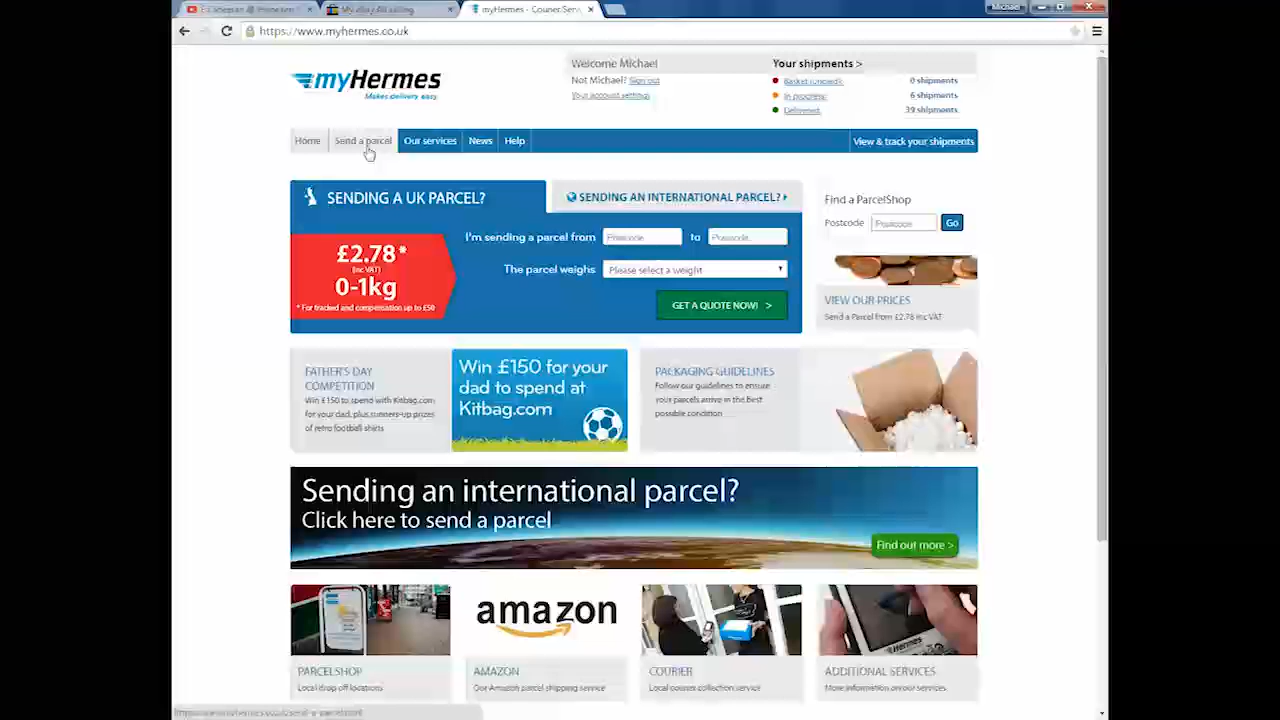 myHermes - Courier Serv
Michael
https://www.myhermes.co.uk
myHermes
Makes delivery easy
Welcome Michael
Not Michael? Sign out
Your account settings
Your shipments >
0 shipments
In progress: 6 shipments
Delivered: 39 shipments
Home
Send a parcel
Our services
News
Help
View & track your shipments
SENDING A UK PARCEL?
SENDING AN INTERNATIONAL PARCEL?
£2.78*
(inc VAT)
0-1kg
* For tracked and compensation up to £50
I'm sending a parcel from Postcode to Postcode
The parcel weighs Please select a weight
GET A QUOTE NOW! >
Find a ParcelShop
Postcode Postcode Go
VIEW OUR PRICES
Send a Parcel from £2.78 inc VAT
FATHER'S DAY
COMPETITION
Win £150 to spend with Kitbag.com
for your dad, plus runners-up prizes
of retro football shirts
Win £150 for your
dad to spend at
Kitbag.com
PACKAGING GUIDELINES
Follow our guidelines to ensure
your parcels arrive in the best
possible condition
Sending an international parcel?
Click here to send a parcel
Find out more >
amazon
Hermes
PARCELSHOP
Local drop off locations
AMAZON
Our Amazon parcel shipping service
COURIER
Local courier collection service
ADDITIONAL SERVICES
More information on our services